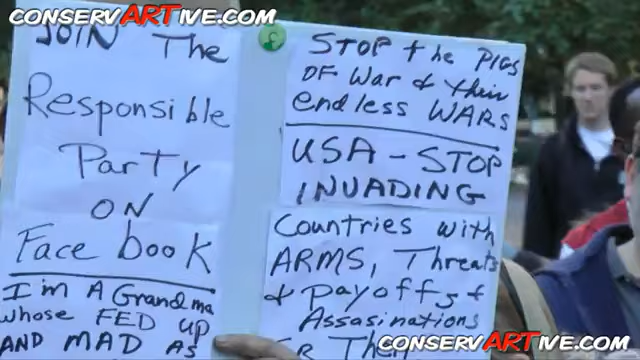 CONSERVARTIVE.COM
JOIN The
Responsible
Party
ON
Face book
I'm A Grandma
whose FED up
AND MAD AS
STOP the PIGS
OF War & their
endless WARS
USA - STOP
INVADING
Countries with
ARMS, Threats
& payoffs &
Assasinations
CONSERVARTIVE.COM